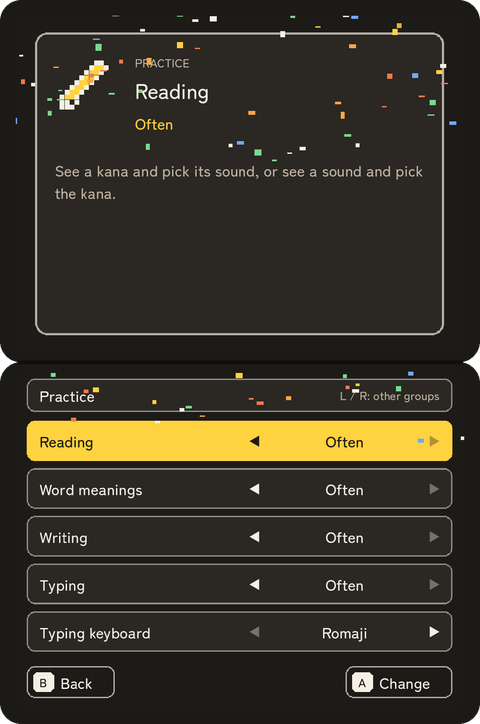 PRACTICE
Reading
Often
See a kana and pick its sound, or see a sound and pick
the kana.
Practice
L / R: other groups
Reading
Often
Word meanings
Often
Writing
Often
Typing
Often
Typing keyboard
Romaji
B Back
A Change